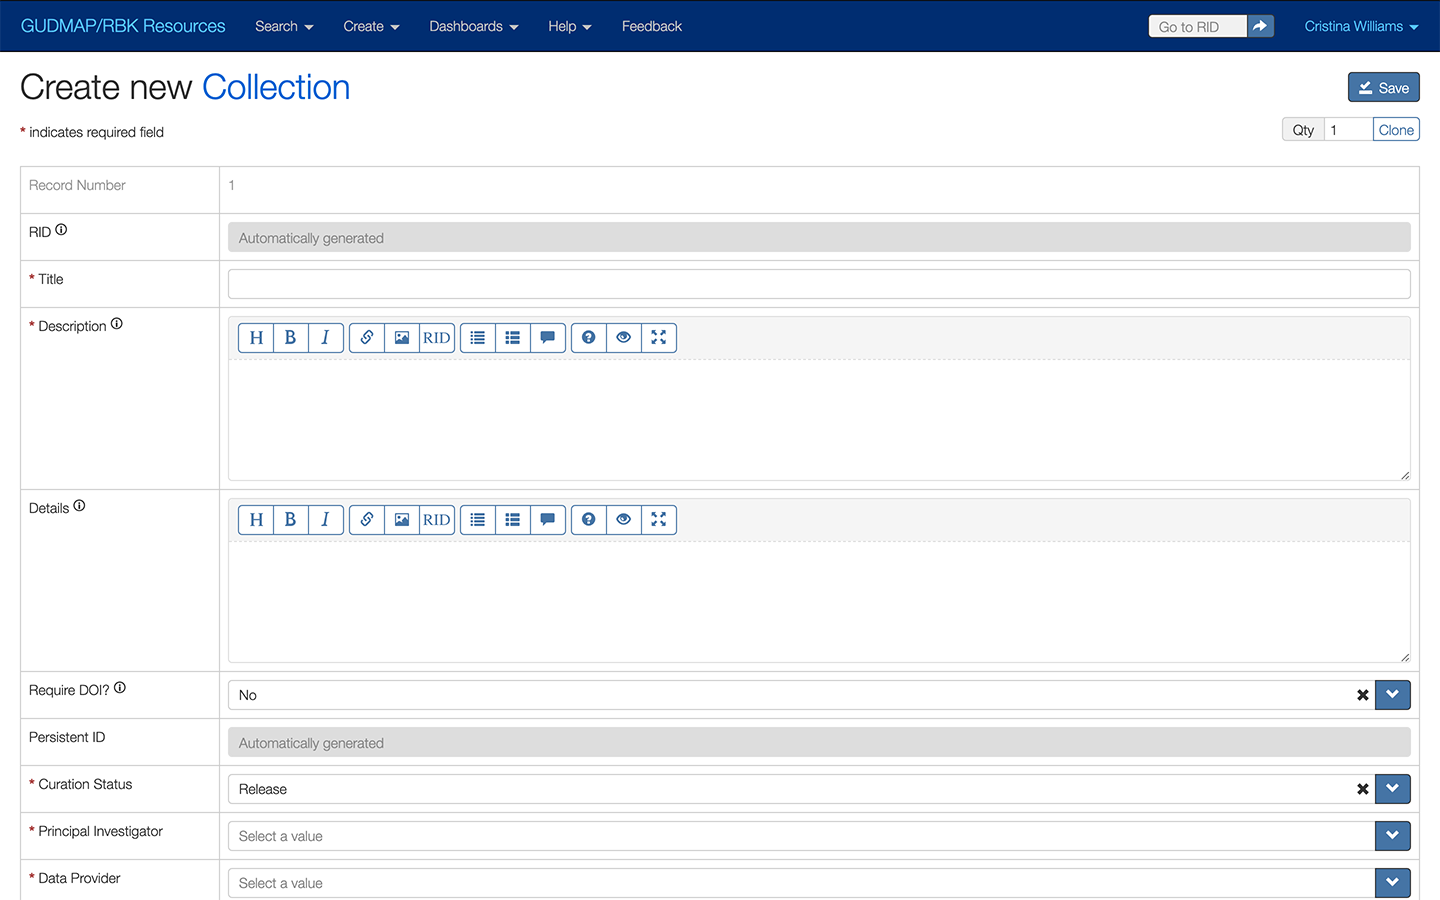 GUDMAP/RBK Resources Search Create Dashboards Help Feedback Go to RID Cristina Williams
Create new Collection
Save
* indicates required field
Qty 1 Clone
Record Number 1
RID Automatically generated
* Title
* Description
H B I RID
Details
H B I RID
Require DOI? No
Persistent ID Automatically generated
* Curation Status Release
* Principal Investigator Select a value
* Data Provider Select a value